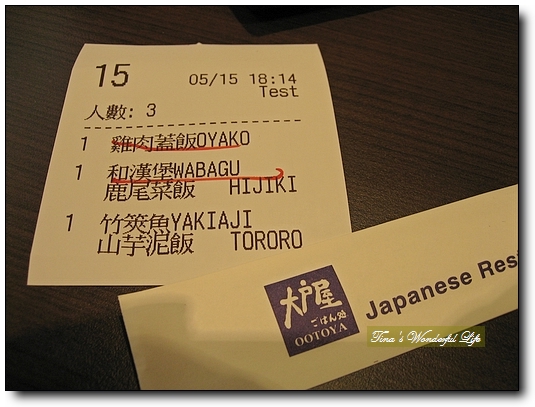 15
05/15 18:14
Test
人數: 3
1 雞肉蓋飯OYAKO
1 和漢堡WABAGU
鹿尾菜飯 HIJIKI
1 竹筴魚YAKIAJI
山芋泥飯 TORORO
大戸屋
ごはん処
OOTOYA
Japanese Res
Tina's Wonderful Life